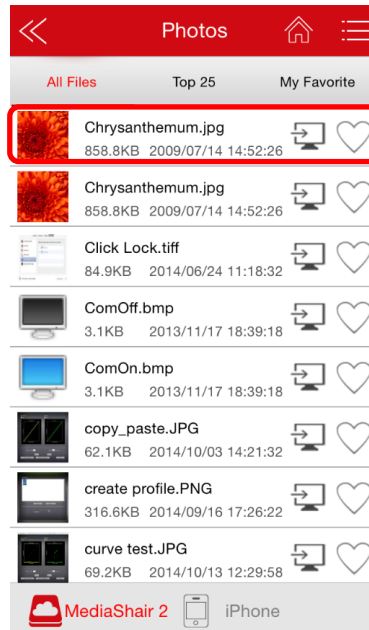 Photos
All Files Top 25 My Favorite
Chrysanthemum.jpg
858.8KB 2009/07/14 14:52:26
Chrysanthemum.jpg
858.8KB 2009/07/14 14:52:26
Click Lock.tiff
84.9KB 2014/06/24 11:18:32
ComOff.bmp
3.1KB 2013/11/17 18:39:18
ComOn.bmp
3.1KB 2013/11/17 18:39:18
copy_paste.JPG
62.1KB 2014/10/03 14:21:32
create profile.PNG
316.6KB 2014/09/16 17:26:22
curve test.JPG
69.2KB 2014/10/13 12:29:58
MediaShair 2 iPhone